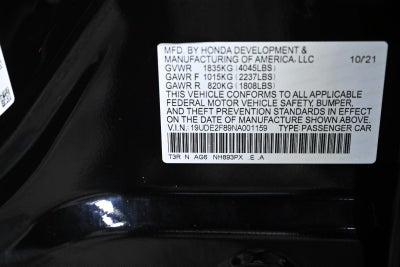 MFD. BY HONDA DEVELOPMENT &
MANUFACTURING OF AMERICA, LLC 10/21
GVWR 1835KG (4045LBS)
GAWR F 1015KG (2237LBS)
GAWR R 820KG (1808LBS)
THIS VEHICLE CONFORMS TO ALL APPLICABLE
FEDERAL MOTOR VEHICLE SAFETY, BUMPER,
AND THEFT PREVENTION STANDARDS IN EFFECT
ON THE DATE OF MANUFACTURE SHOWN ABOVE.
V.I.N. 19UDE2F89NA001159 TYPE PASSENGER CAR
T3R N AG6 NH893PX .E .A